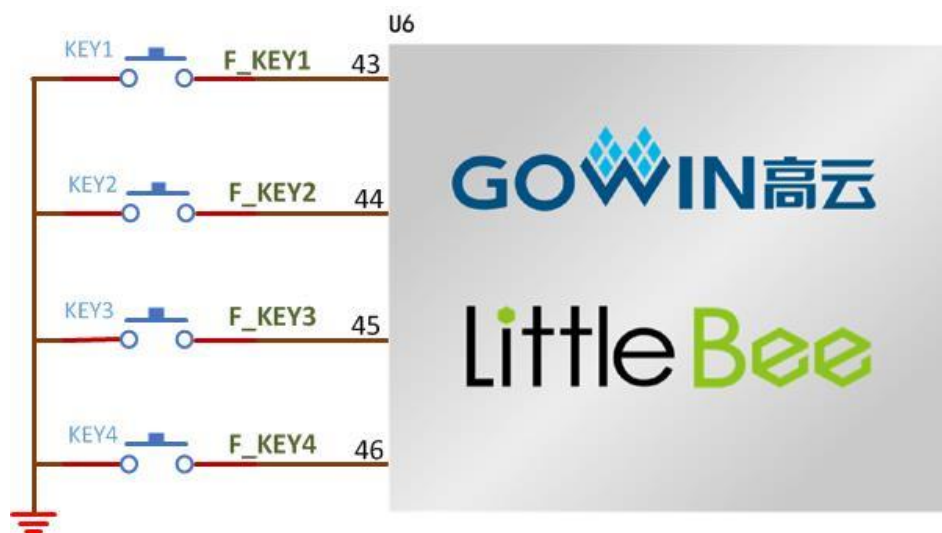 U6
KEY1 F_KEY1 43
GOWIN高云
KEY2 F_KEY2 44
KEY3 F_KEY3 45
LittleBee
KEY4 F_KEY4 46